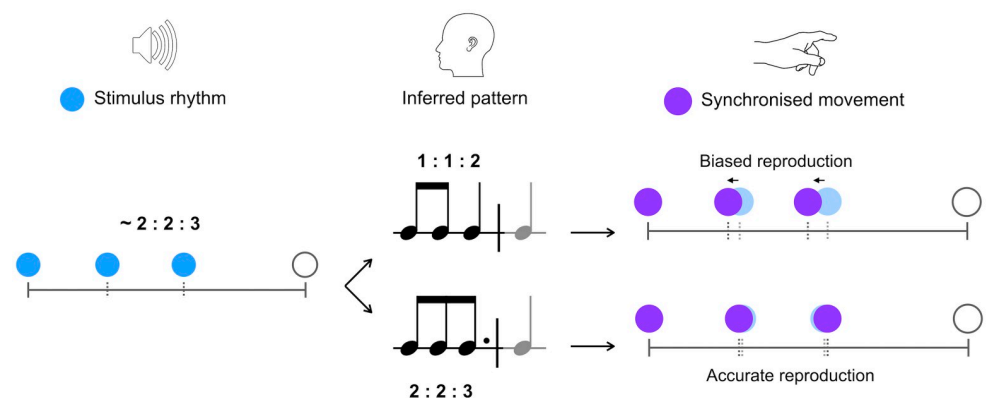 Stimulus rhythm
Inferred pattern
Synchronised movement
1 : 1 : 2
Biased reproduction
~ 2 : 2 : 3
Accurate reproduction
2 : 2 : 3